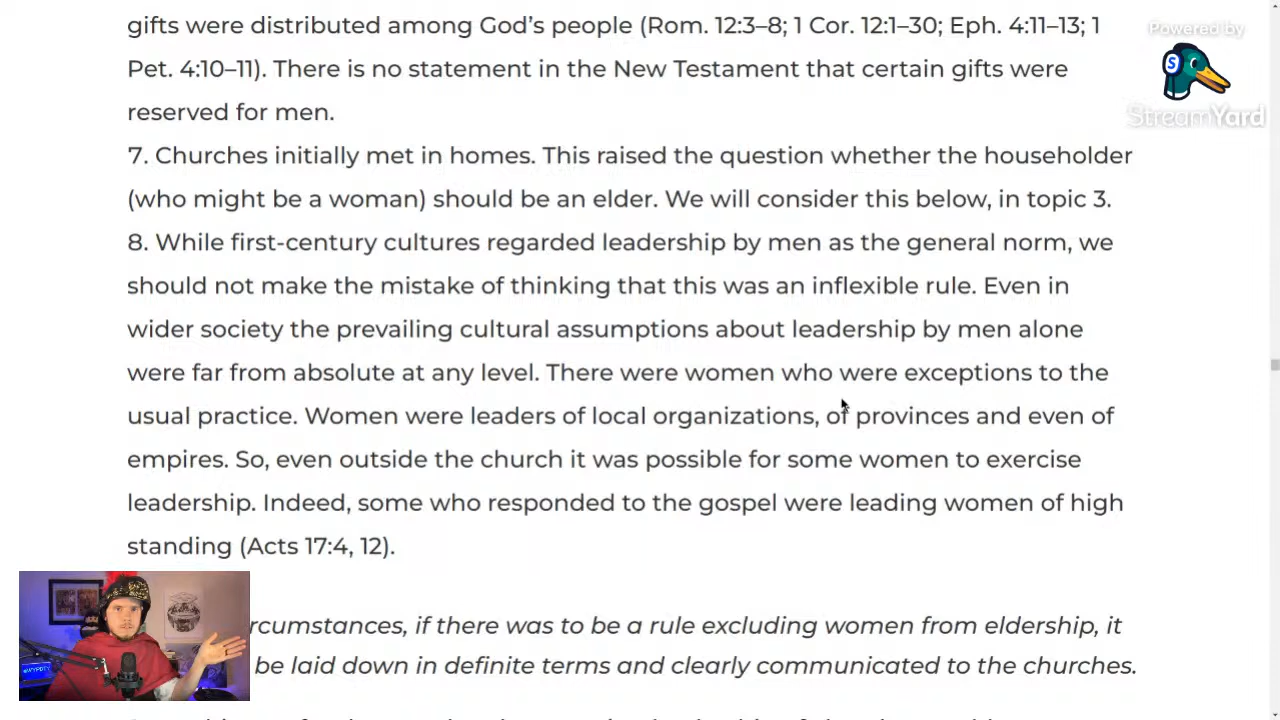 gifts were distributed among God’s people (Rom. 12:3–8; 1 Cor. 12:1–30; Eph. 4:11–13; 1
Pet. 4:10–11). There is no statement in the New Testament that certain gifts were
reserved for men.
7. Churches initially met in homes. This raised the question whether the householder
(who might be a woman) should be an elder. We will consider this below, in topic 3.
8. While first-century cultures regarded leadership by men as the general norm, we
should not make the mistake of thinking that this was an inflexible rule. Even in
wider society the prevailing cultural assumptions about leadership by men alone
were far from absolute at any level. There were women who were exceptions to the
usual practice. Women were leaders of local organizations, of provinces and even of
empires. So, even outside the church it was possible for some women to exercise
leadership. Indeed, some who responded to the gospel were leading women of high
standing (Acts 17:4, 12).
rcumstances, if there was to be a rule excluding women from eldership, it
be laid down in definite terms and cleary communicated to the churches.
Powered by
S
StreamYard